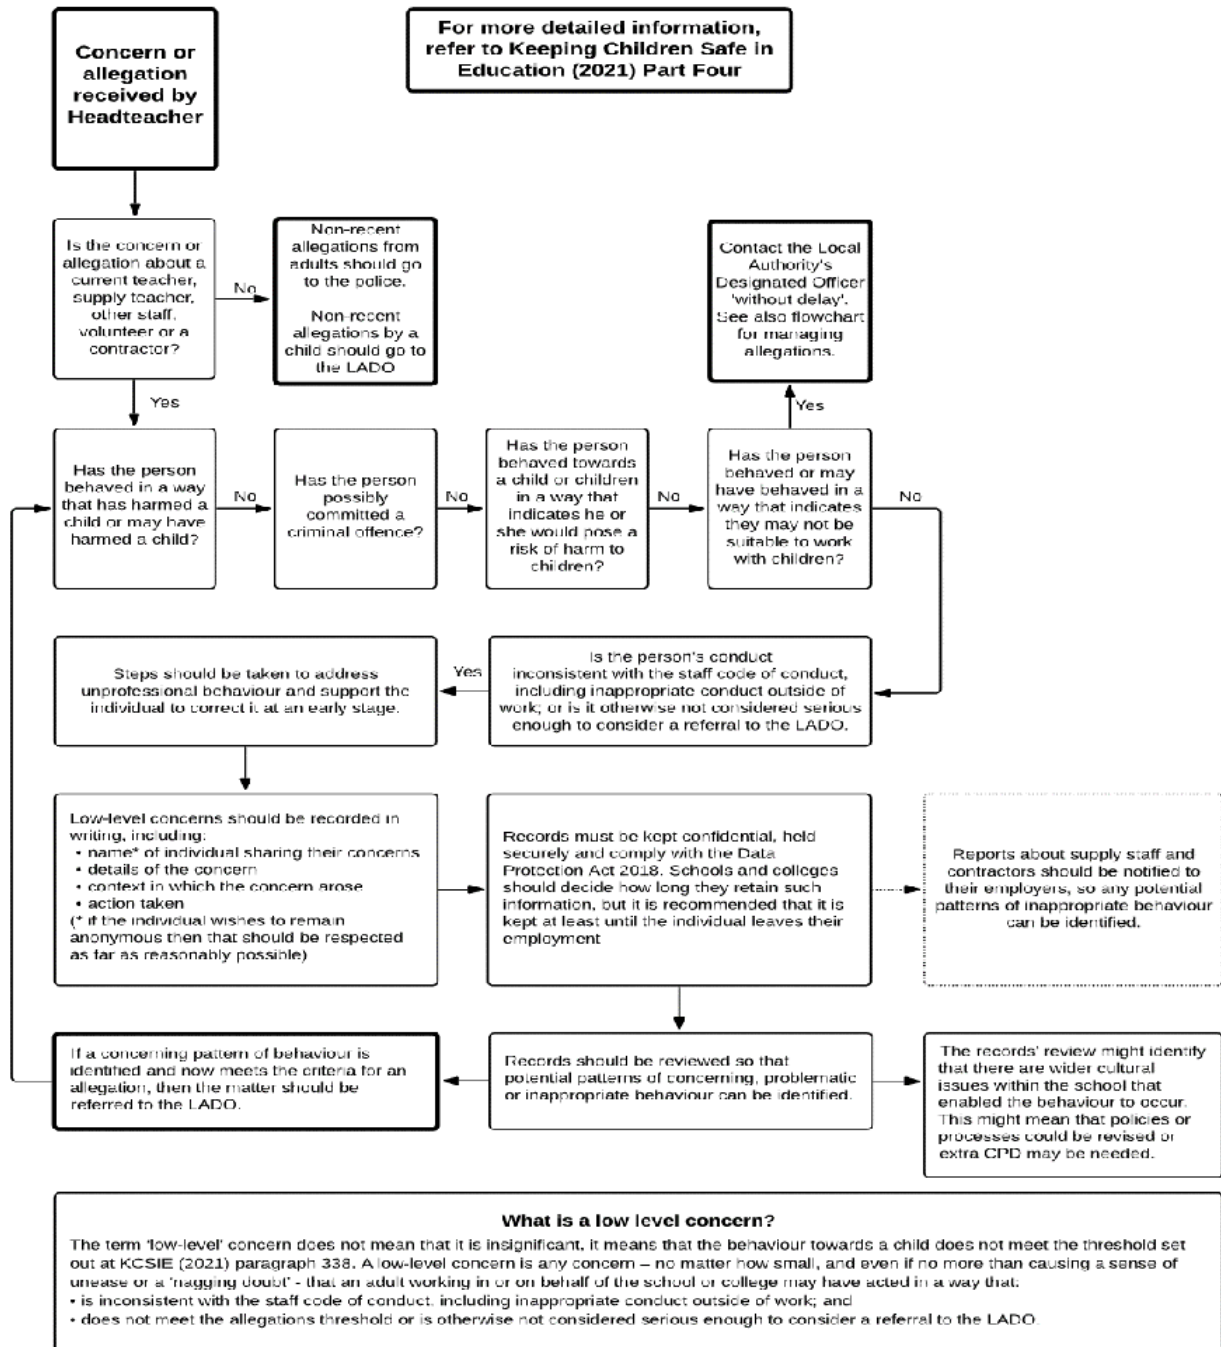 Concern or
allegation
received by
Headteacher
For more detailed information,
refer to Keeping Children Safe in
Education (2021) Part Four
Is the concern or
allegation about a
current teacher,
supply teacher,
other staff,
volunteer or a
contractor?
No
Non-recent
allegations from
adults should go
to the police.
Non-recent
allegations by a
child should go to
the LADO
Contact the Local
Authority's
Designated Officer
'without delay'.
See also flowchart
for managing
allegations.
Yes
Yes
Has the person
behaved in a way
that has harmed a
child or may have
harmed a child?
No
Has the person
possibly
committed a
criminal offence?
No
Has the person
behaved towards
a child or children
in a way that
indicates he or
she would pose a
risk of harm to
children?
No
Has the person
behaved or may
have behaved in a
way that indicates
they may not be
suitable to work
with children?
No
Steps should be taken to address
unprofessional behaviour and support the
individual to correct it at an early stage.
Yes
Is the person's conduct
inconsistent with the staff code of conduct,
including inappropriate conduct outside of
work; or is it otherwise not considered serious
enough to consider a referral to the LADO.
Low-level concerns should be recorded in
writing, including:
• name* of individual sharing their concerns
• details of the concern
• context in which the concern arose
• action taken
(* if the individual wishes to remain
anonymous then that should be respected
as far as reasonably possible)
Records must be kept confidential, held
securely and comply with the Data
Protection Act 2018. Schools and colleges
should decide how long they retain such
information, but it is recommended that it is
kept at least until the individual leaves their
employment
Reports about supply staff and
contractors should be notified to
their employers, so any potential
patterns of inappropriate behaviour
can be identified.
If a concerning pattern of behaviour is
identified and now meets the criteria for an
allegation, then the matter should be
referred to the LADO.
Records should be reviewed so that
potential patterns of concerning, problematic
or inappropriate behaviour can be identified.
The records' review might identify
that there are wider cultural
issues within the school that
enabled the behaviour to occur.
This might mean that policies or
processes could be revised or
extra CPD may be needed.
What is a low level concern?
The term 'low-level' concern does not mean that it is insignificant, it means that the behaviour towards a child does not meet the threshold set
out at KCSIE (2021) paragraph 338. A low-level concern is any concern – no matter how small, and even if no more than causing a sense of
unease or a 'nagging doubt' - that an adult working in or on behalf of the school or college may have acted in a way that:
• is inconsistent with the staff code of conduct, including inappropriate conduct outside of work; and
• does not meet the allegations threshold or is otherwise not considered serious enough to consider a referral to the LADO.